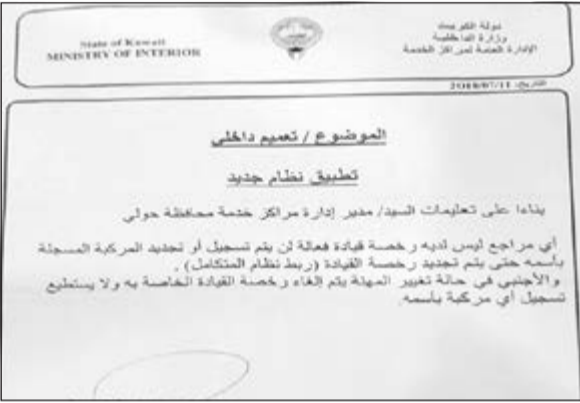 دولة الكويت
وزارة الداخلية
الإدارة العامة لمراكز الخدمة
State of Kuwait
MINISTRY OF INTERIOR
التاريخ: 2018/07/11
الموضوع / تعميم داخلي
تطبيق نظام جديد
بناءا على تعليمات السيد/ مدير إدارة مراكز خدمة محافظة حولي
أي مراجع ليس لديه رخصة قيادة فعالة لن يتم تسجيل أو تجديد المركبة المسجلة
بأسمه حتى يتم تجديد رخصة القيادة (ربط نظام المتكامل) .
والأجنبي في حالة تغيير المهنة يتم إلغاء رخصة القيادة الخاصة به ولا يستطيع
تسجيل أي مركبة بأسمه.